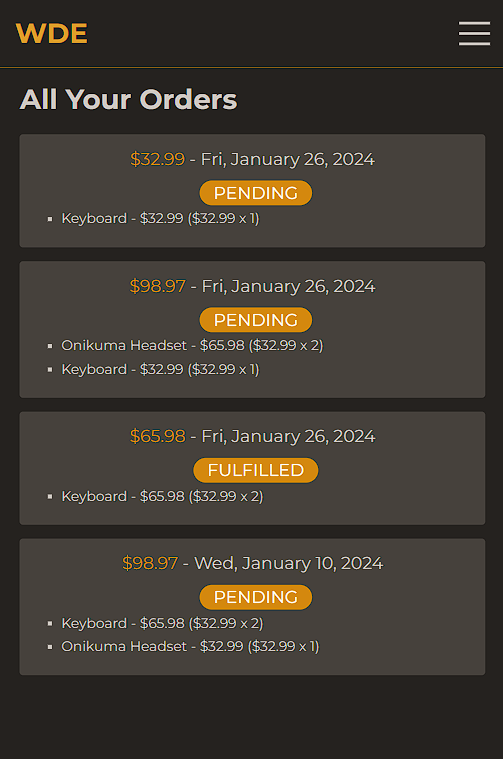 WDE
All Your Orders
$32.99 - Fri, January 26, 2024
PENDING
Keyboard - $32.99 ($32.99 x 1)
$98.97 - Fri, January 26, 2024
PENDING
Onikuma Headset - $65.98 ($32.99 x 2)
Keyboard - $32.99 ($32.99 x 1)
$65.98 - Fri, January 26, 2024
FULFILLED
Keyboard - $65.98 ($32.99 x 2)
$98.97 - Wed, January 10, 2024
PENDING
Keyboard - $65.98 ($32.99 x 2)
Onikuma Headset - $32.99 ($32.99 x 1)